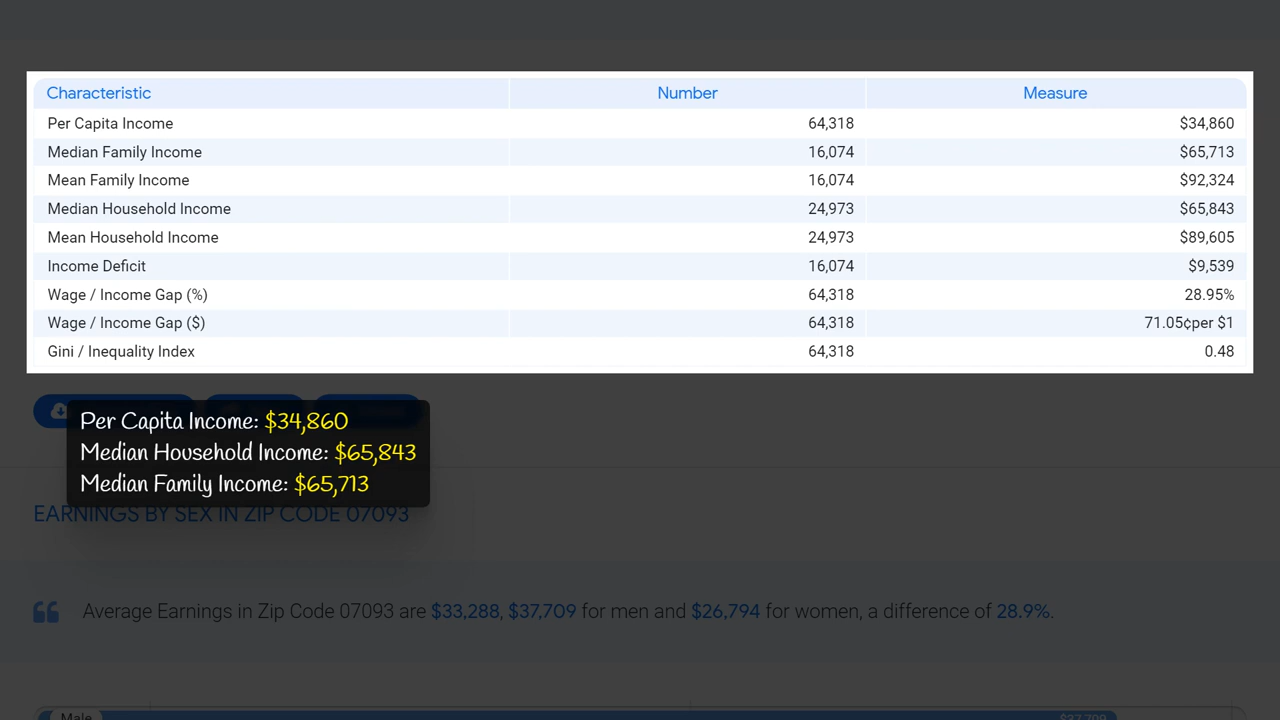 Characteristic Number Measure
Per Capita Income 64,318 $34,860
Median Family Income 16,074 $65,713
Mean Family Income 16,074 $92,324
Median Household Income 24,973 $65,843
Mean Household Income 24,973 $89,605
Income Deficit 16,074 $9,539
Wage / Income Gap (%) 64,318 28.95%
Wage / Income Gap ($) 64,318 71.05¢per $1
Gini / Inequality Index 64,318 0.48
Per Capita Income: $34,860
Median Household Income: $65,843
Median Family Income: $65,713
EARNINGS BY SEX IN ZIP CODE 07093
Average Earnings in Zip Code 07093 are $33,288, $37,709 for men and $26,794 for women, a difference of 28.9%.
Male $37,709